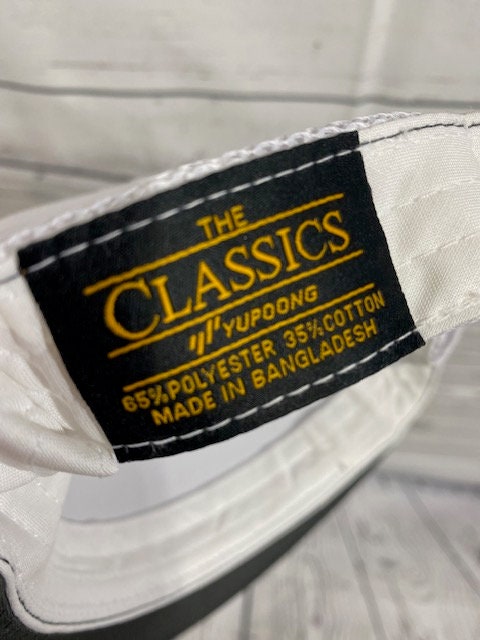 THE
CLASSICS
YUPOONG
65% POLYESTER 35% COTTON
MADE IN BANGLADESH